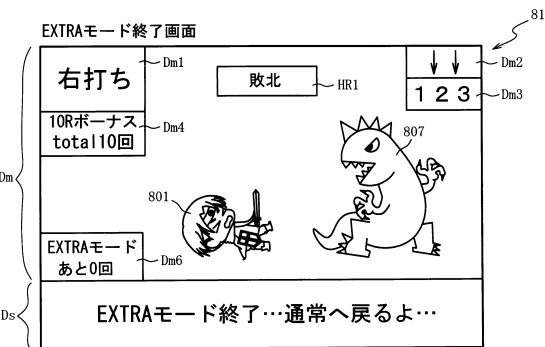 EXTRAモード終了画面
81
右打ち
Dm1
敗北
HR1
↓ ↓
Dm2
1 2 3
Dm3
10Rボーナス
total10回
Dm4
807
Dm
801
EXTRAモード
あと0回
Dm6
Ds
EXTRAモード終了…通常へ戻るよ…